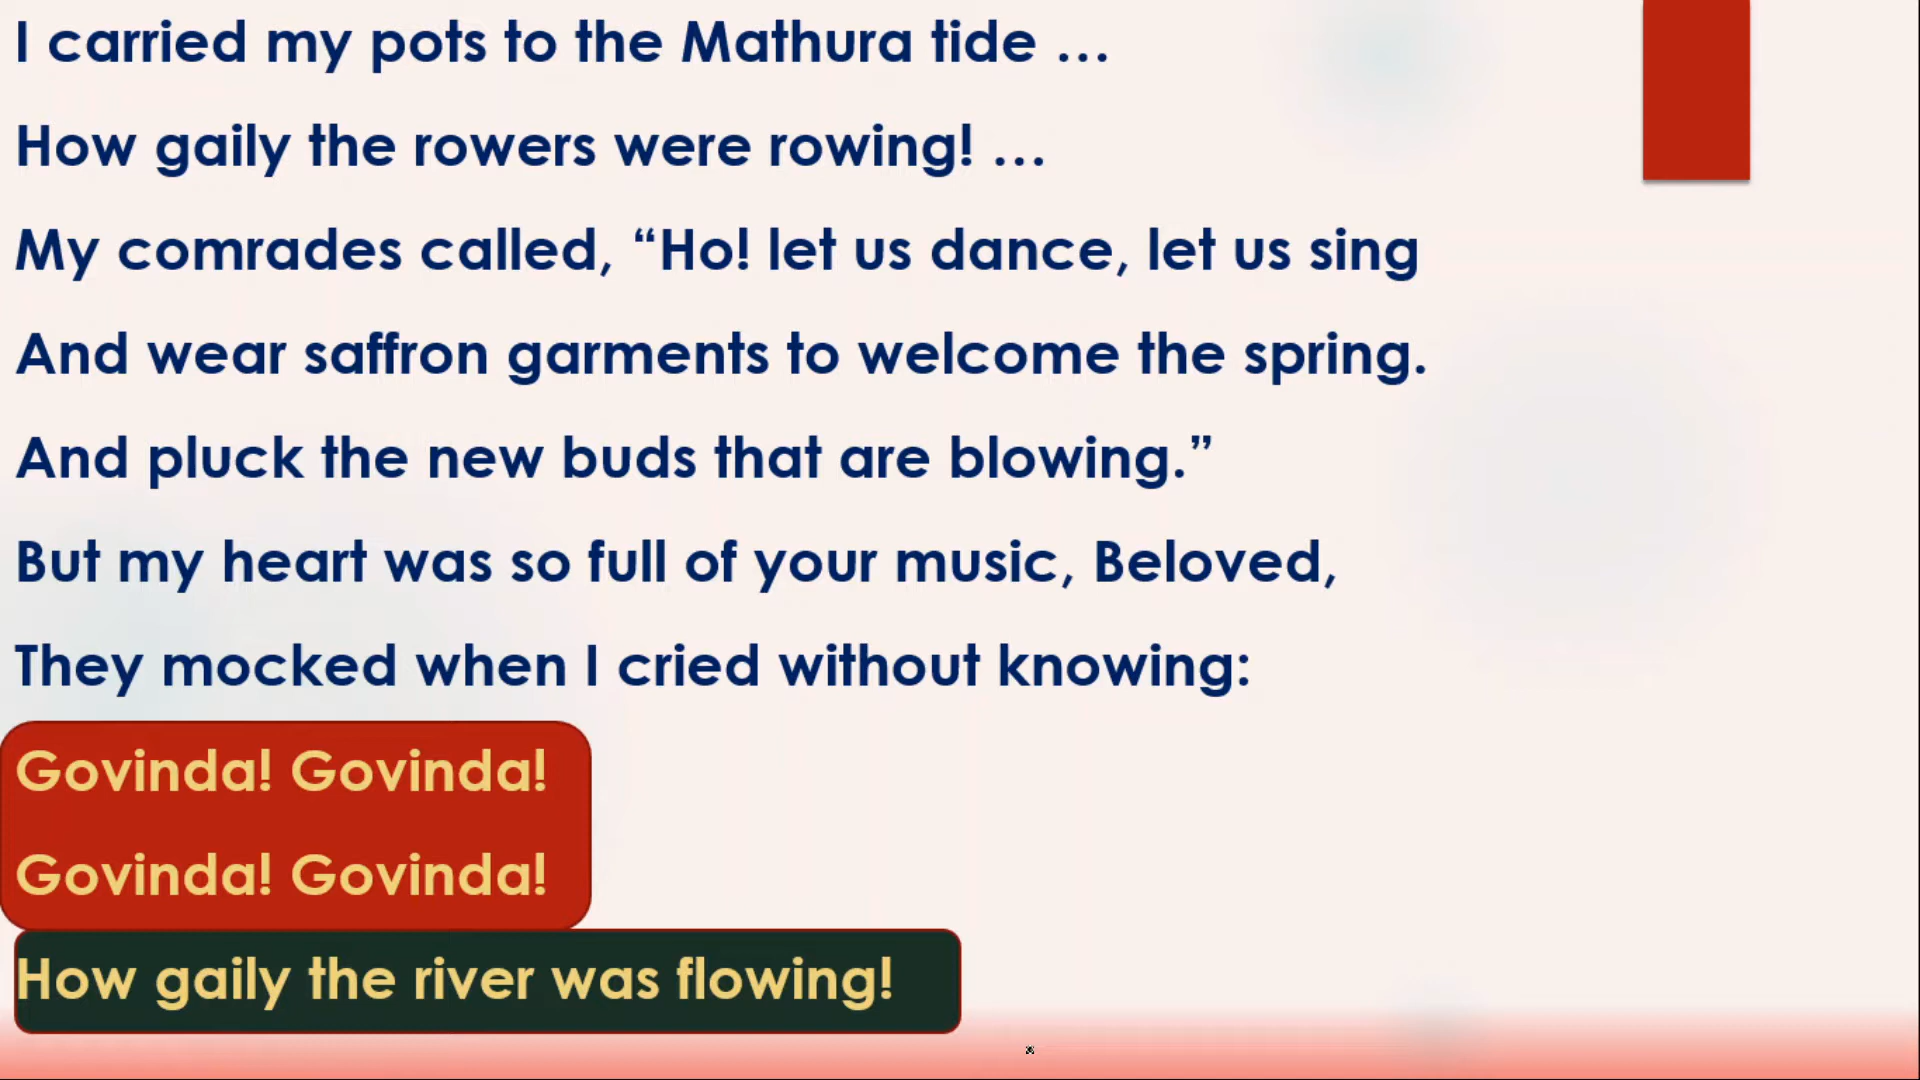 I carried my pots to the Mathura tide …
How gaily the rowers were rowing! …
My comrades called, “Ho! let us dance, let us sing
And wear saffron garments to welcome the spring.
And pluck the new buds that are blowing.”
But my heart was so full of your music, Beloved,
They mocked when I cried without knowing:
Govinda! Govinda!
Govinda! Govinda!
How gaily the river was flowing!